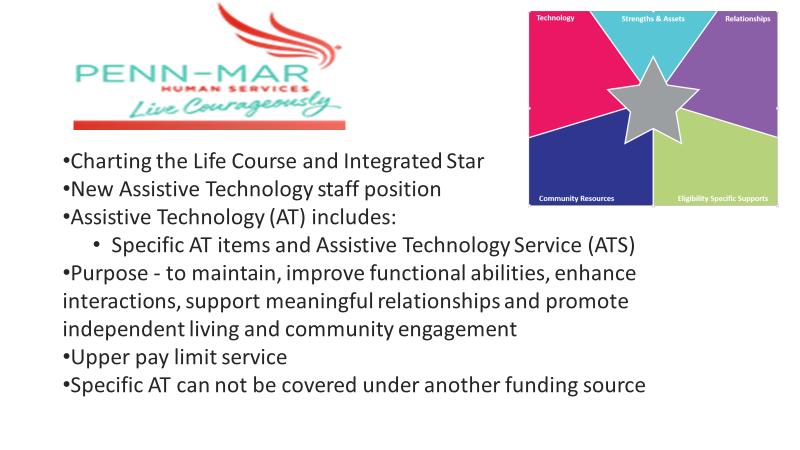 PENN-MAR
HUMAN SERVICES
Live Courageously
Technology
Strengths & Assets
Relationships
Community Resources
Eligibility Specific Supports
•Charting the Life Course and Integrated Star
•New Assistive Technology staff position
•Assistive Technology (AT) includes:
• Specific AT items and Assistive Technology Service (ATS)
•Purpose - to maintain, improve functional abilities, enhance
interactions, support meaningful relationships and promote
independent living and community engagement
•Upper pay limit service
•Specific AT can not be covered under another funding source